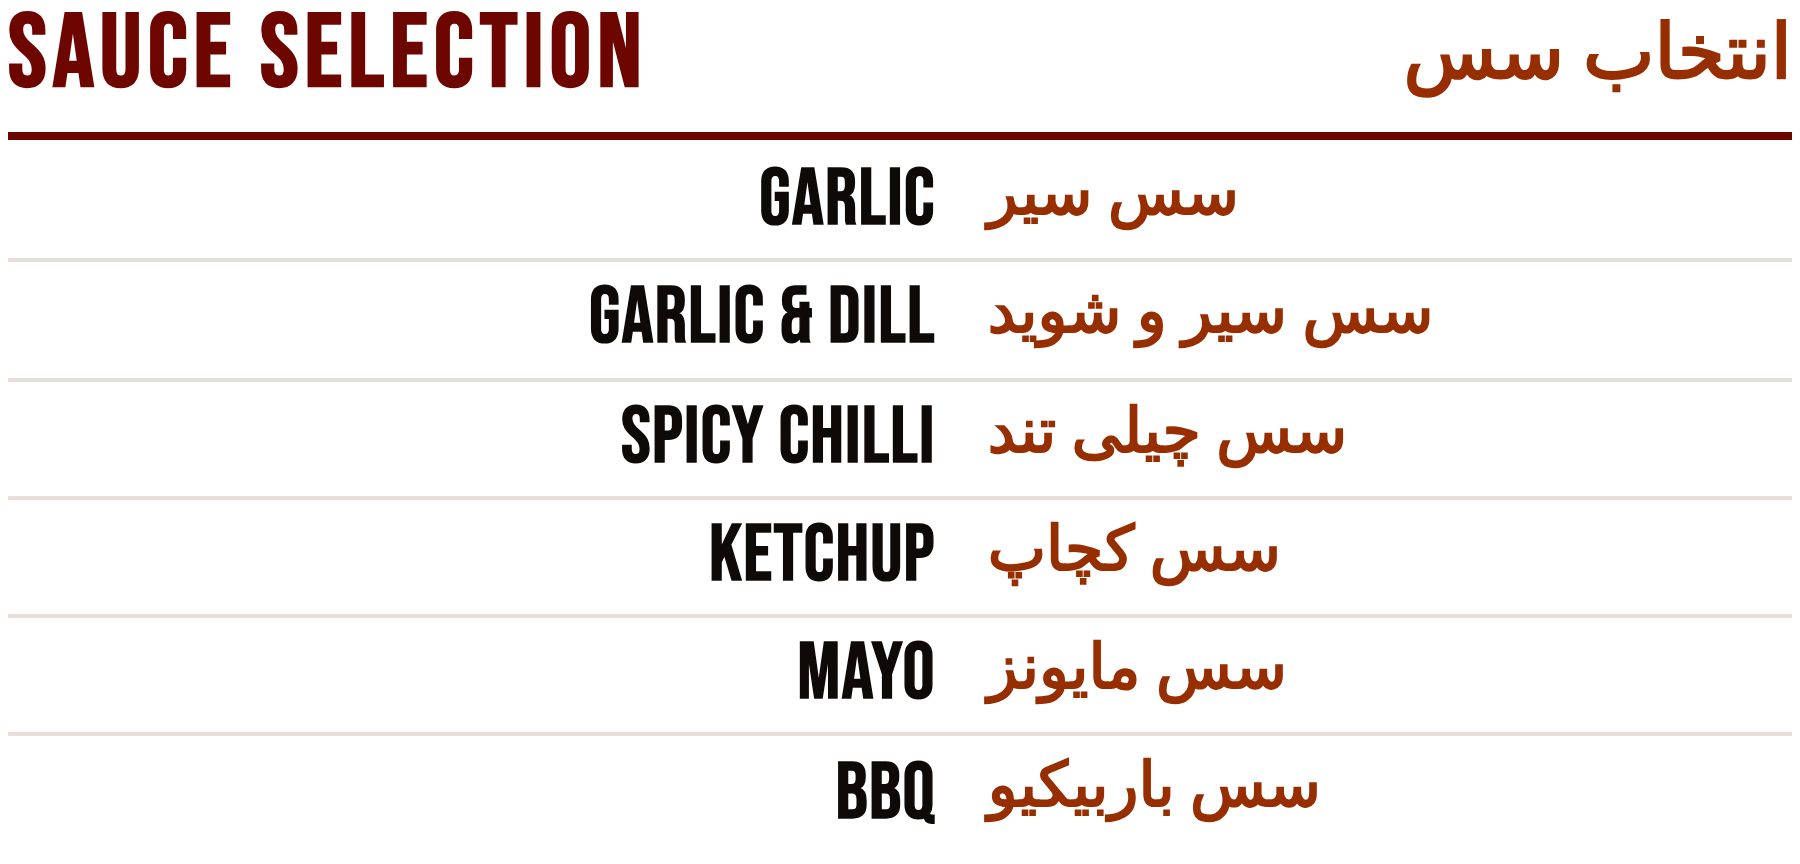 SAUCE SELECTION انتخاب سس
GARLIC سس سیر
GARLIC & DILL سس سیر و شوید
SPICY CHILLI سس چیلی تند
KETCHUP سس کچاپ
MAYO سس مایونز
BBQ سس باربیکیو